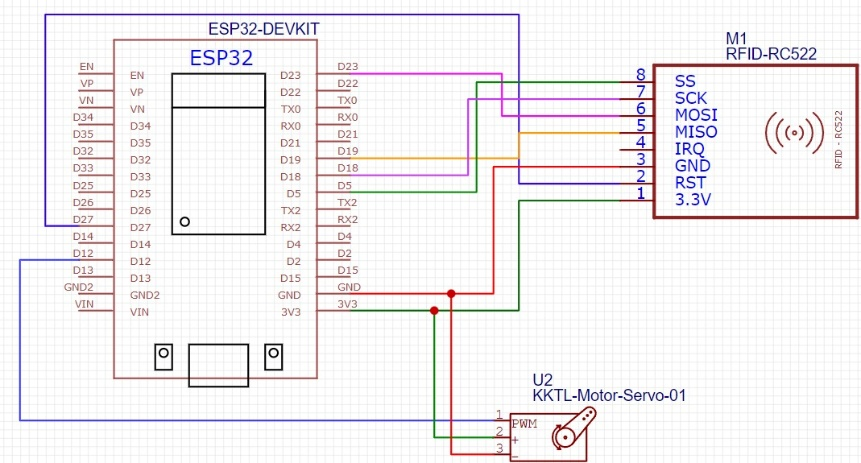 ESP32-DEVKIT
ESP32
EN
VP
VN
D34
D35
D32
D33
D25
D26
D27
D14
D12
D13
GND2
VIN
EN
VP
VN
D34
D35
D32
D33
D25
D26
D27
D14
D12
D13
GND2
VIN
D23
D22
TX0
RX0
D21
D19
D18
D5
TX2
RX2
D4
D2
D15
GND
3V3
D23
D22
TX0
RX0
D21
D19
D18
D5
TX2
RX2
D4
D2
D15
GND
3V3
M1
RFID-RC522
8 SS
7 SCK
6 MOSI
5 MISO
4 IRQ
3 GND
2 RST
1 3.3V
RFID - RC522
U2
KKTL-Motor-Servo-01
1 PWM
2 +
3 -